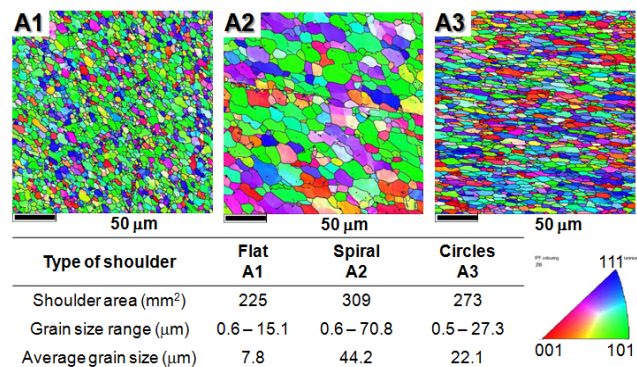 A1 A2 A3
50 μm 50 μm 50 μm
Type of shoulder Flat A1 Spiral A2 Circles A3
Shoulder area (mm²) 225 309 273
Grain size range (μm) 0.6 – 15.1 0.6 – 70.8 0.5 – 27.3
Average grain size (μm) 7.8 44.2 22.1
111
001 101